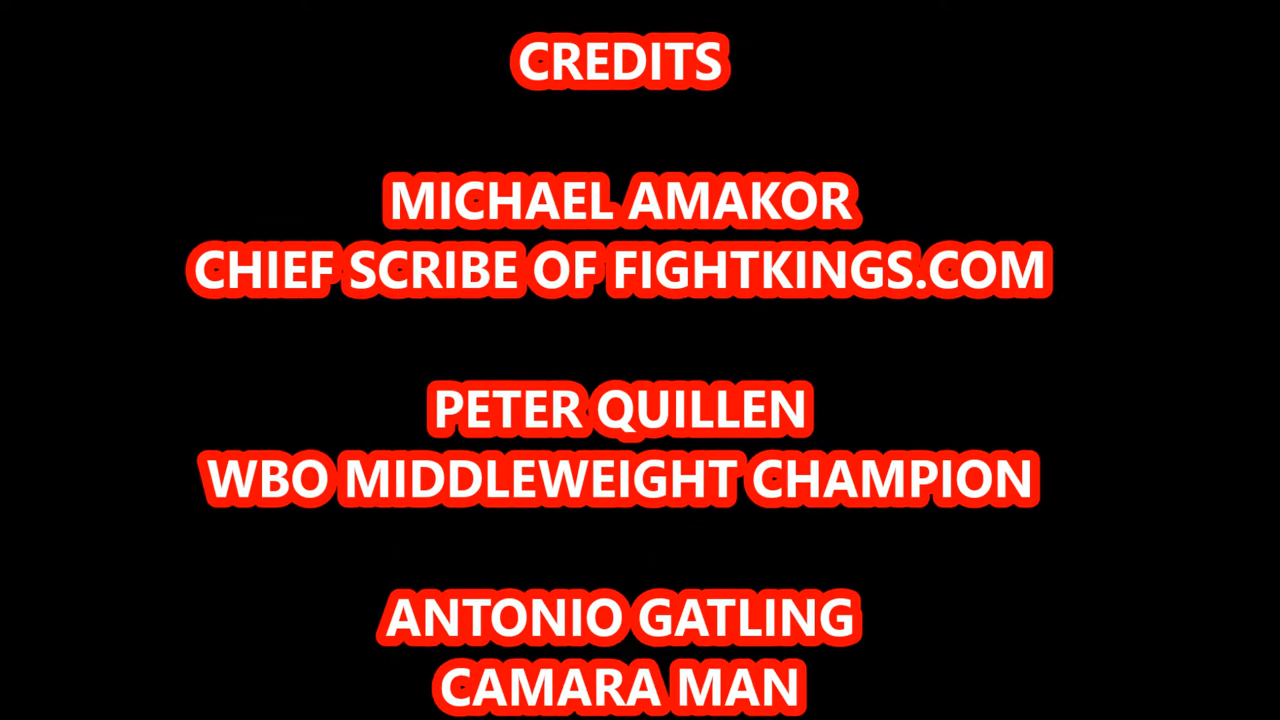 CREDITS
MICHAEL AMAKOR
CHIEF SCRIBE OF FIGHTKINGS.COM
PETER QUILLEN
WBO MIDDLEWEIGHT CHAMPION
ANTONIO GATLING
CAMARA MAN